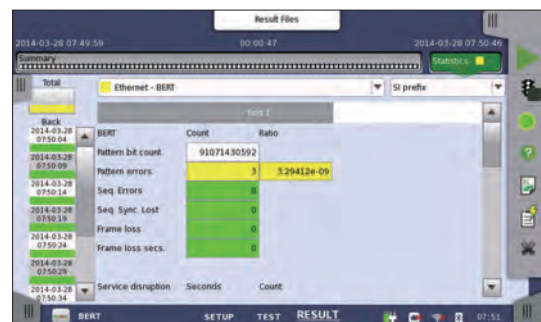 Result Files
2014-03-28 07:49:59 00:00:47 2014-03-28 07:50:46
Summary Statistics
Total Ethernet - BERT SI prefix
Port 1
Back
2014-03-28 07:50:04
2014-03-28 07:50:09
2014-03-28 07:50:14
2014-03-28 07:50:19
2014-03-28 07:50:24
2014-03-28 07:50:29
2014-03-28 07:50:34
BERT Count Ratio
Pattern bit count 91071430592
Pattern errors 3 3.29412e-09
Seq Errors 0
Seq Sync Lost 0
Frame loss 0
Frame loss secs. 0
Service disruption Seconds Count
BERT SETUP TEST RESULT 07:51